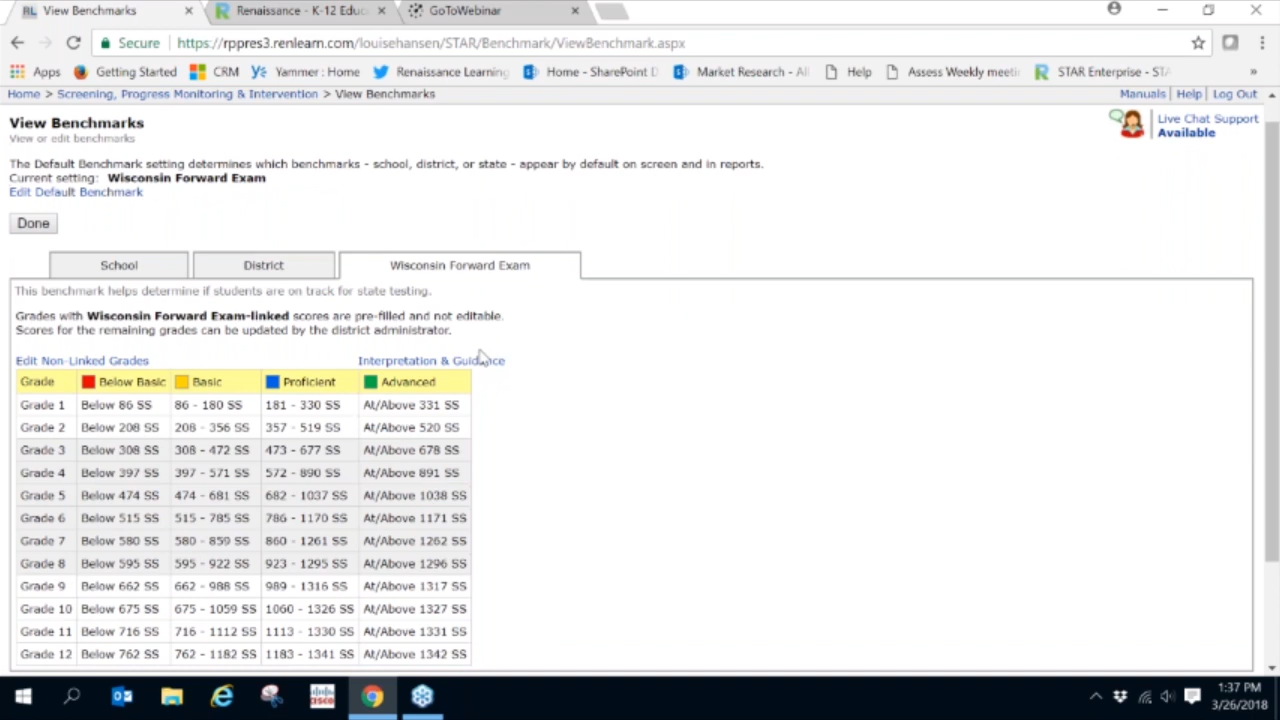 RL View Benchmarks
Renaissance - K-12 Educ
GoToWebinar
Secure https://rppres3.renlearn.com/louisehansen/STAR/Benchmark/ViewBenchmark.aspx
Apps Getting Started CRM Yammer : Home Renaissance Learning Home - SharePoint Market Research - Al Help Assess Weekly meeti STAR Enterprise - STA »
Home > Screening, Progress Monitoring & Intervention > View Benchmarks
Manuals | Help | Log Out
View Benchmarks
View or edit benchmarks
Live Chat Support
Available
The Default Benchmark setting determines which benchmarks - school, district, or state - appear by default on screen and in reports.
Current setting: Wisconsin Forward Exam
Edit Default Benchmark
Done
School District Wisconsin Forward Exam
This benchmark helps determine if students are on track for state testing.
Grades with Wisconsin Forward Exam-linked scores are pre-filled and not editable.
Scores for the remaining grades can be updated by the district administrator.
Edit Non-Linked Grades Interpretation & Guidance
Grade Below Basic Basic Proficient Advanced
Grade 1 Below 86 SS 86 - 180 SS 181 - 330 SS At/Above 331 SS
Grade 2 Below 208 SS 208 - 356 SS 357 - 519 SS At/Above 520 SS
Grade 3 Below 308 SS 308 - 472 SS 473 - 677 SS At/Above 678 SS
Grade 4 Below 397 SS 397 - 571 SS 572 - 890 SS At/Above 891 SS
Grade 5 Below 474 SS 474 - 681 SS 682 - 1037 SS At/Above 1038 SS
Grade 6 Below 515 SS 515 - 785 SS 786 - 1170 SS At/Above 1171 SS
Grade 7 Below 580 SS 580 - 859 SS 860 - 1261 SS At/Above 1262 SS
Grade 8 Below 595 SS 595 - 922 SS 923 - 1295 SS At/Above 1296 SS
Grade 9 Below 662 SS 662 - 988 SS 989 - 1316 SS At/Above 1317 SS
Grade 10 Below 675 SS 675 - 1059 SS 1060 - 1326 SS At/Above 1327 SS
Grade 11 Below 716 SS 716 - 1112 SS 1113 - 1330 SS At/Above 1331 SS
Grade 12 Below 762 SS 762 - 1182 SS 1183 - 1341 SS At/Above 1342 SS
1:37 PM
3/26/2018